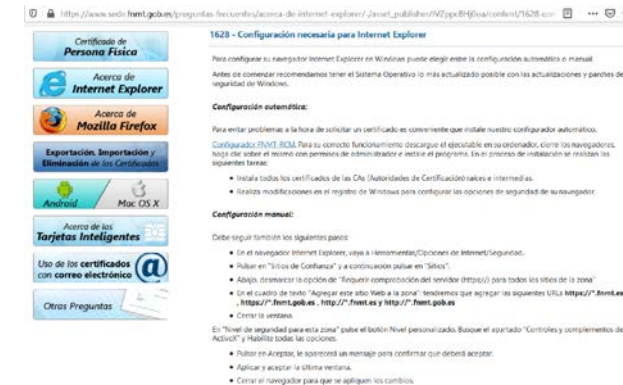 https://www.sede.fnmt.gob.es/preguntas-frecuentes/acerca-de-internet-explorer/-/asset_publisher/
Certificado de
Persona Física
Acerca de
Internet Explorer
Acerca de
Mozilla Firefox
Exportación, Importación y
Eliminación de los Certificados
Android
Mac OS X
Acerca de las
Tarjetas Inteligentes
Uso de los certificados
con correo electrónico
Otras Preguntas
1628 - Configuración necesaria para Internet Explorer
Para configurar su navegador Internet Explorer en Windows puede elegir entre la configuración automática o manual.
Antes de comenzar recomendamos tener el Sistema Operativo lo más actualizado posible con las actualizaciones y parches de
seguridad de Windows.
Configuración automática:
Para evitar problemas a la hora de solicitar un certificado es conveniente que instale nuestro configurador automático.
Configurador FNMT-RCM. Para su correcto funcionamiento descargue el ejecutable en su ordenador, cierre los navegadores,
haga clic sobre el mismo con permisos de administrador e instale el programa. En el proceso de instalación se realizan las
siguientes tareas:
Instala todos los certificados de las CAs (Autoridades de Certificación) raíces e intermedias.
Realiza modificaciones en el registro de Windows para configurar las opciones de seguridad de su navegador.
Configuración manual:
Debe seguir también los siguientes pasos:
En el navegador Internet Explorer, vaya a Herramientas/Opciones de Internet/Seguridad.
Pulsar en "Sitios de Confianza" y a continuación pulsar en "Sitios".
Abajo, desmarcar la opción de "Requerir comprobación del servidor (https://) para todos los sitios de la zona"
En el cuadro de texto "Agregar este sitio Web a la zona" tendremos que agregar las siguientes URLs https://*.fnmt.es
, https://*.fnmt.gob.es , http://*.fnmt.es y http://*.fnmt.gob.es
Cerrar la ventana.
En "Nivel de seguridad para esta zona" pulse el botón Nivel personalizado. Busque el apartado "Controles y complementos de
ActiveX" y Habilite todas las opciones.
Pulsar en Aceptar, le aparecerá un mensaje para confirmar que deberá aceptar.
Aplicar y aceptar la última ventana.
Cerrar el navegador para que se apliquen los cambios.